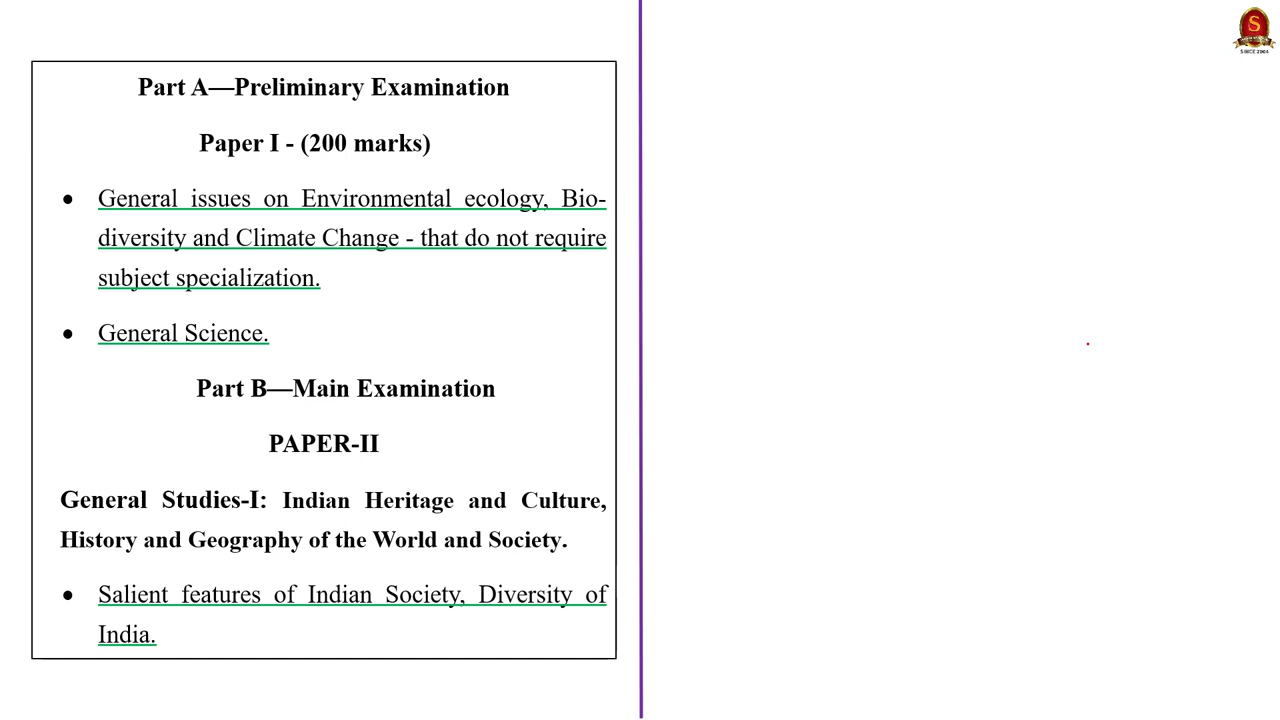 Part A—Preliminary Examination
Paper I - (200 marks)
• General issues on Environmental ecology, Bio-
diversity and Climate Change - that do not require
subject specialization.
• General Science.
Part B—Main Examination
PAPER-II
General Studies-I: Indian Heritage and Culture,
History and Geography of the World and Society.
• Salient features of Indian Society, Diversity of
India.
S
SINCE 2004